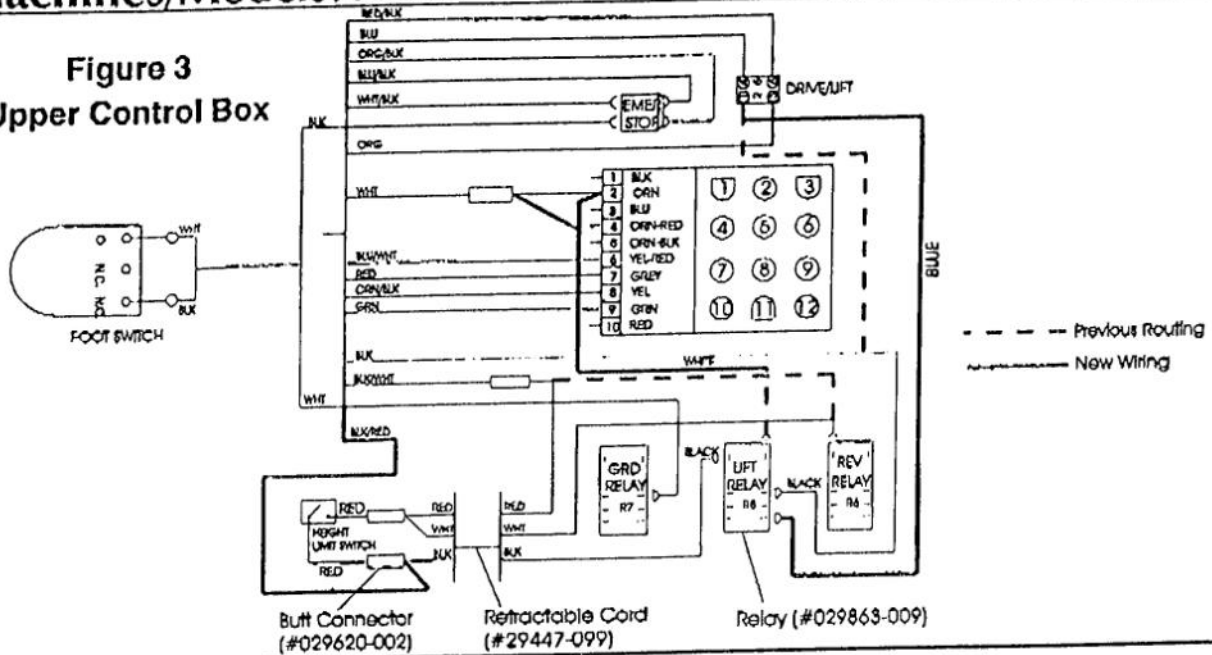 RED/BLK
BLU
ORG/BLK
BLU/BLK
WHT/BLK
BLK
ORG
Figure 3
Upper Control Box
EMER
STOP
DRIVE/LIFT
WHT
1 BLK
2 ORN
3 BLU
4 ORN-RED
5 ORN-BLK
6 YEL-RED
7 GREY
8 YEL
9 GRN
10 RED
1 2 3
4 5 6
7 8 9
10 11 12
BLU/WHT
RED
ORN/BLK
GRN
WHT
N.C.
NO
BLK
FOOT SWITCH
BLUE
Previous Routing
New Wiring
BLK
WHITE
BLK/WHT
WHT
BLK/RED
RED
HEIGHT
LIMIT SWITCH
RED
RED
WHT
BLK
RED
WHT
BLK
GRD
RELAY
R7
BLACK
LIFT
RELAY
BLACK
REV
RELAY
R6
Butt Connector
(#029620-002)
Retractable Cord
(#29447-099)
Relay (#029863-009)